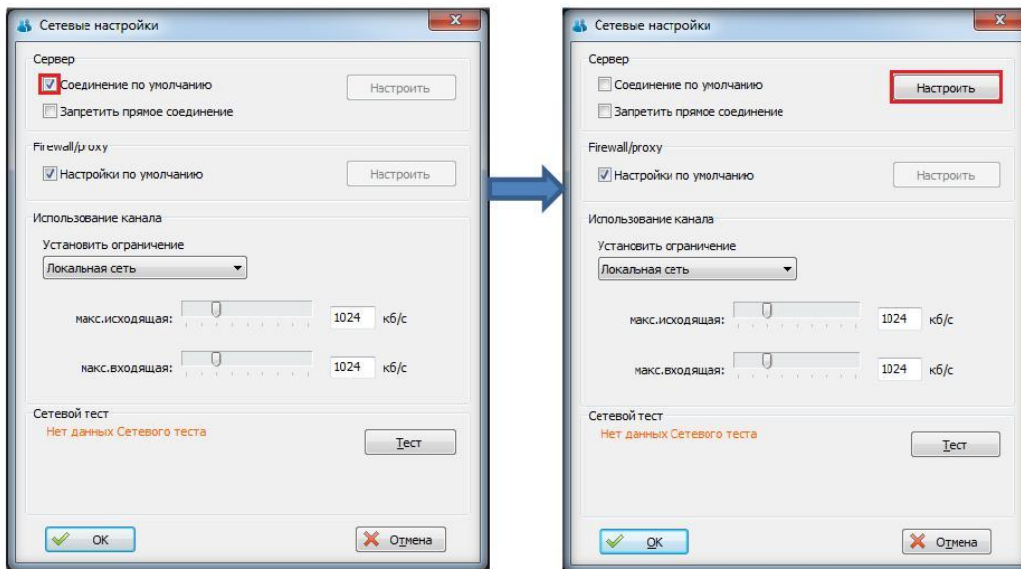 Сетевые настройки
Сервер
Соединение по умолчанию
Настроить
Запретить прямое соединение
Firewall/proxy
Настройки по умолчанию
Настроить
Использование канала
Установить ограничение
Локальная сеть
макс.исходящая:
1024
кб/с
макс.входящая:
1024
кб/с
Сетевой тест
Нет данных Сетевого теста
Тест
OK
Отмена
Сетевые настройки
Сервер
Соединение по умолчанию
Настроить
Запретить прямое соединение
Firewall/proxy
Настройки по умолчанию
Настроить
Использование канала
Установить ограничение
Локальная сеть
макс.исходящая:
1024
кб/с
макс.входящая:
1024
кб/с
Сетевой тест
Нет данных Сетевого теста
Тест
OK
Отмена